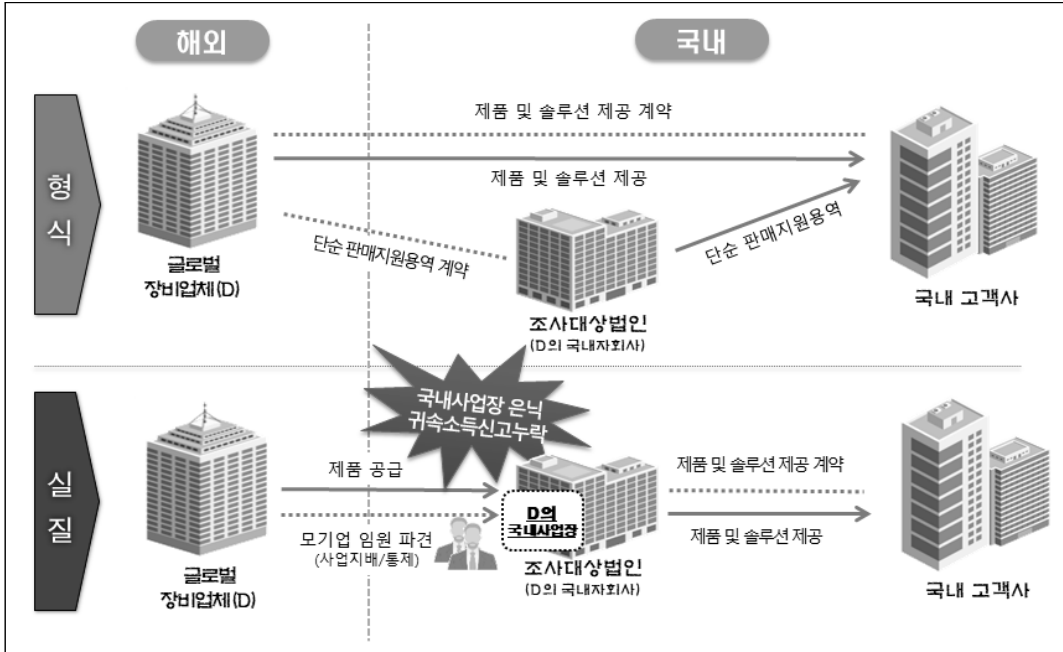 해외
국내
형
식
제품 및 솔루션 제공 계약
제품 및 솔루션 제공
단순 판매지원용역 계약
단순 판매지원용역
글로벌
장비업체(D)
조사대상법인
(D의 국내자회사)
국내 고객사
국내사업장 은닉
귀속소득신고누락
실
질
제품 공급
모기업 임원 파견
(사업지배/통제)
D의
국내사업장
제품 및 솔루션 제공 계약
제품 및 솔루션 제공
글로벌
장비업체(D)
조사대상법인
(D의 국내자회사)
국내 고객사